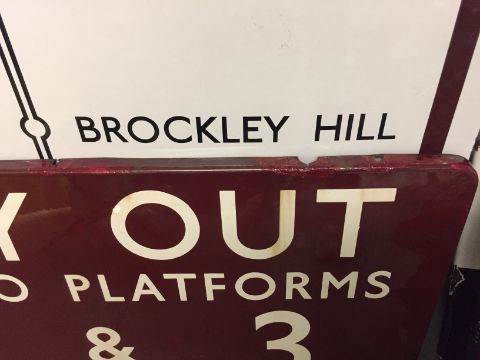 BROCKLEY HILL
Y OUT
O PLATFORMS
& 3